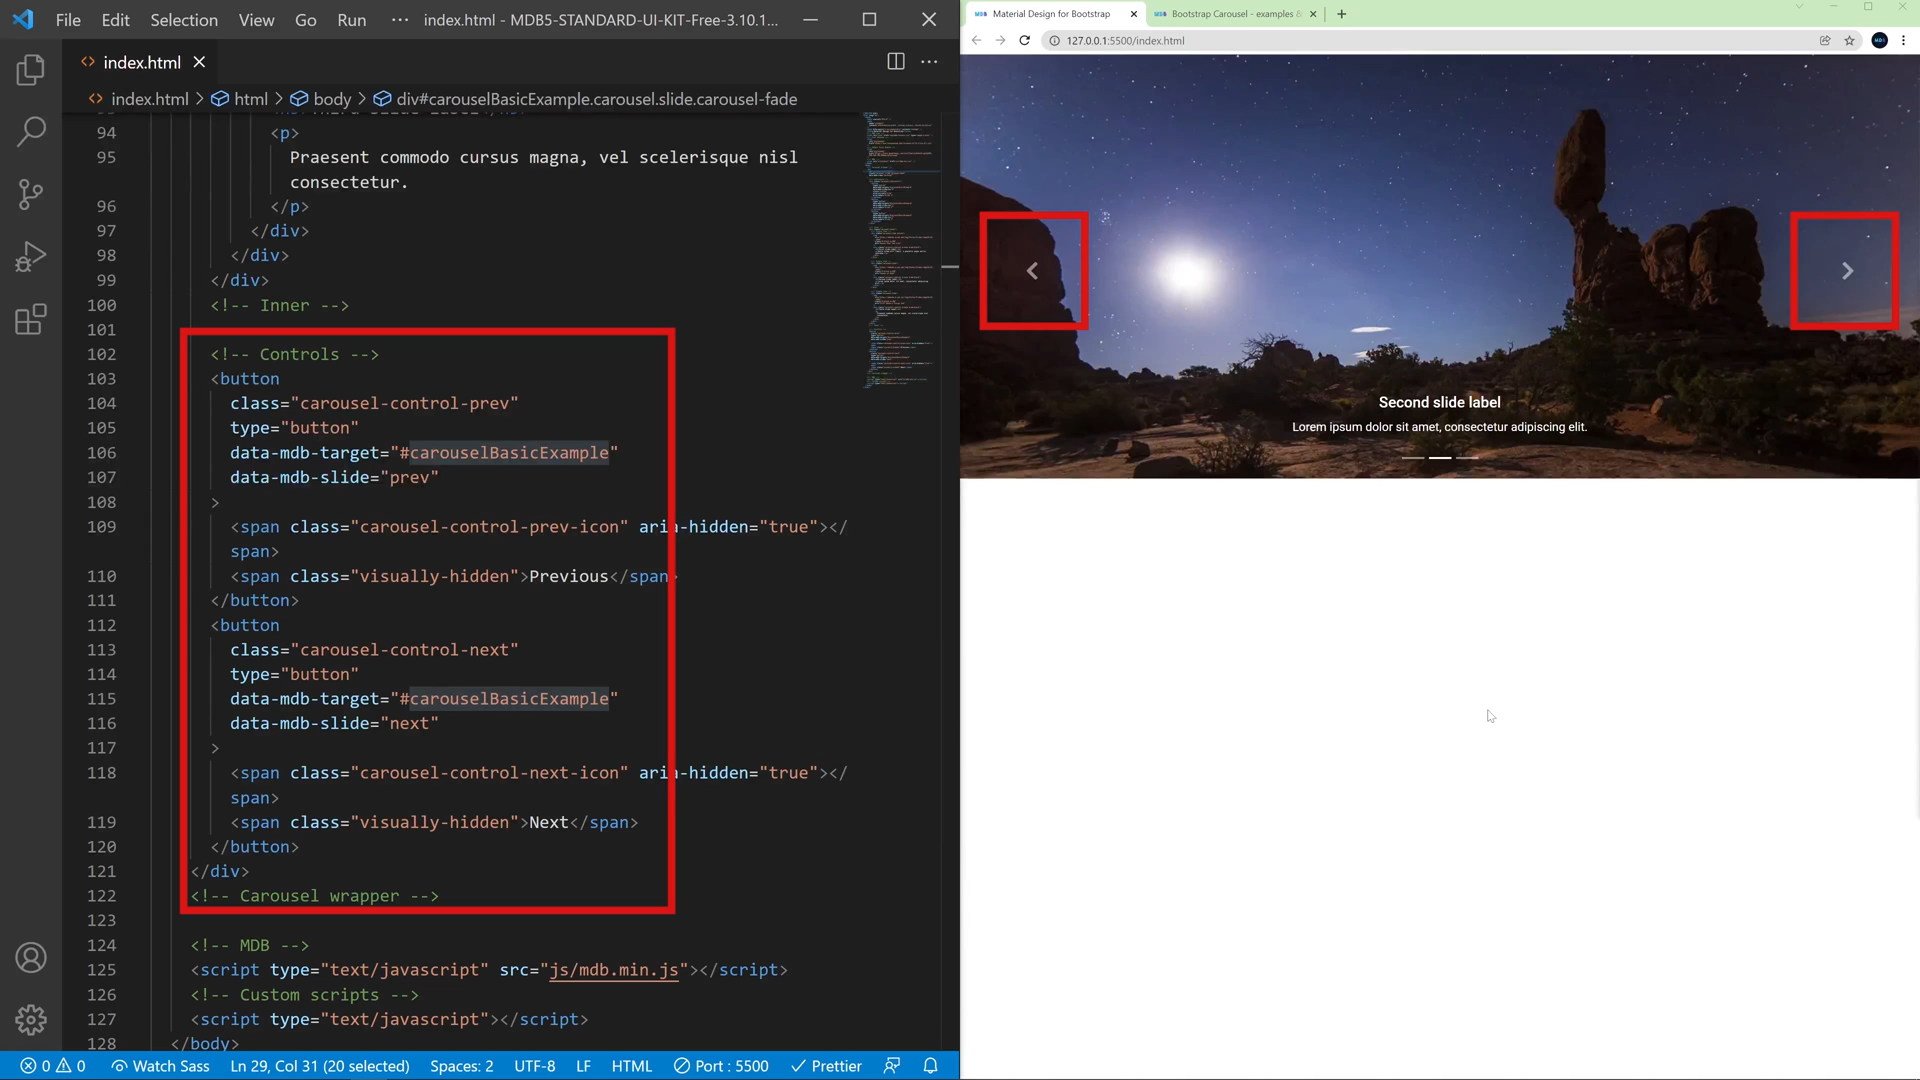 File Edit Selection View Go Run ··· index.html - MDB5-STANDARD-UI-KIT-Free-3.10.1...
index.html
index.html > html > body > div#carouselBasicExample.carousel.slide.carousel-fade
94 <p>
95 Praesent commodo cursus magna, vel scelerisque nisl
consectetur.
96 </p>
97 </div>
98 </div>
99 </div>
100 <!-- Inner -->
101
102 <!-- Controls -->
103 <button
104 class="carousel-control-prev"
105 type="button"
106 data-mdb-target="#carouselBasicExample"
107 data-mdb-slide="prev"
108 >
109 <span class="carousel-control-prev-icon" aria-hidden="true"></
span>
110 <span class="visually-hidden">Previous</span>
111 </button>
112 <button
113 class="carousel-control-next"
114 type="button"
115 data-mdb-target="#carouselBasicExample"
116 data-mdb-slide="next"
117 >
118 <span class="carousel-control-next-icon" aria-hidden="true"></
span>
119 <span class="visually-hidden">Next</span>
120 </button>
121 </div>
122 <!-- Carousel wrapper -->
123
124 <!-- MDB -->
125 <script type="text/javascript" src="js/mdb.min.js"></script>
126 <!-- Custom scripts -->
127 <script type="text/javascript"></script>
128 </body>
0 0 Watch Sass Ln 29, Col 31 (20 selected) Spaces: 2 UTF-8 LF HTML Port : 5500 Prettier
Material Design for Bootstrap
Bootstrap Carousel - examples &
127.0.0.1:5500/index.html
Second slide label
Lorem ipsum dolor sit amet, consectetur adipiscing elit.